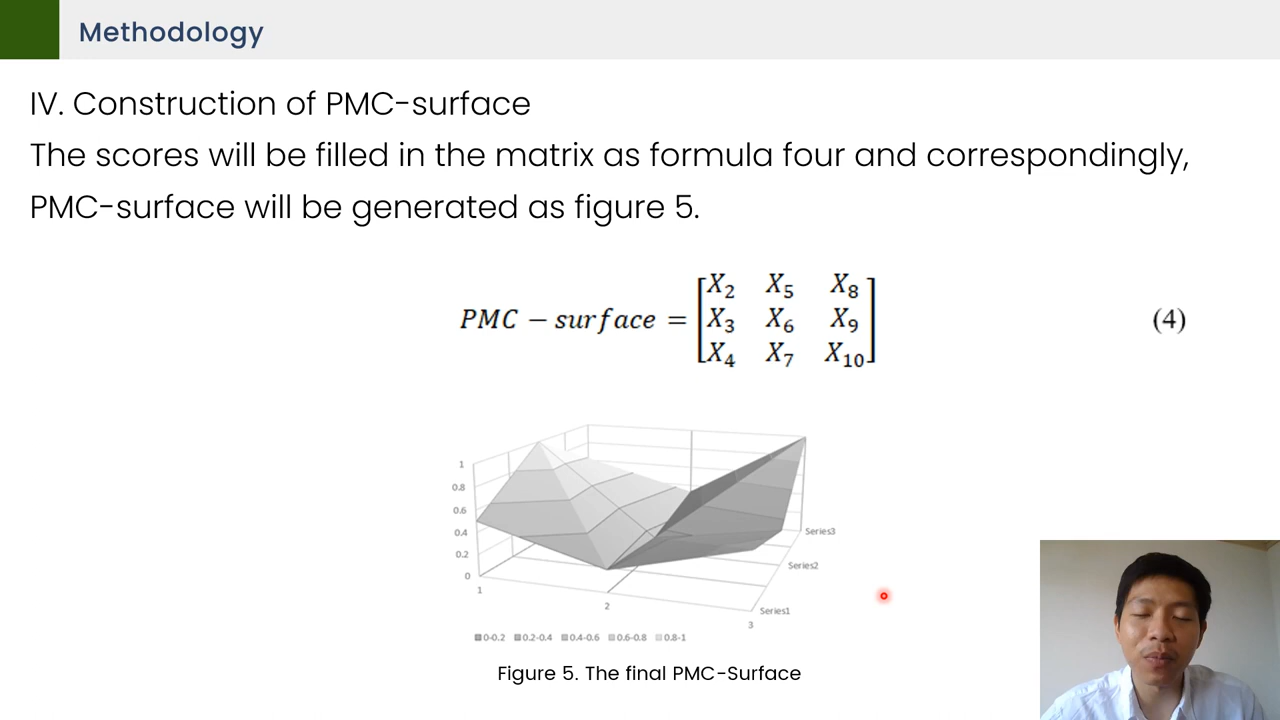 Methodology
IV. Construction of PMC-surface
The scores will be filled in the matrix as formula four and correspondingly,
PMC-surface will be generated as figure 5.
PMC − surface = [X2 X5 X8
X3 X6 X9
X4 X7 X10]
(4)
1
0.8
0.6
0.4
0.2
0
1
2
3
Series3
Series2
Series1
0-0.2 0.2-0.4 0.4-0.6 0.6-0.8 0.8-1
Figure 5. The final PMC-Surface